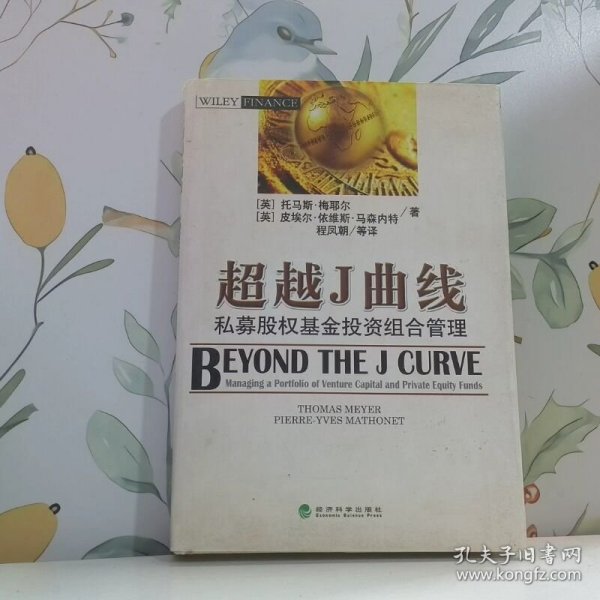 WILEY FINANCE
[英] 托马斯·梅耶尔
[英] 皮埃尔·依维斯·马森内特
/著
程凤朝/等译
超越J曲线
私募股权基金投资组合管理
BEYOND THE J CURVE
Managing a Portfolio of Venture Capital and Private Equity Funds
THOMAS MEYER
PIERRE-YVES MATHONET
经济科学出版社
Economic Science Press
孔夫子旧书网
www.kongfz.com